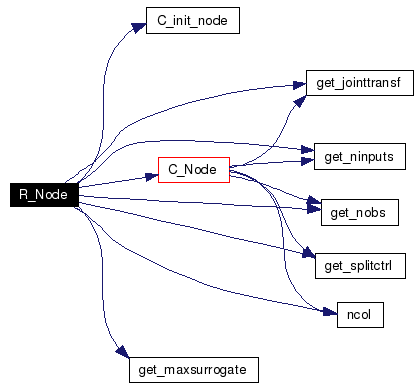 C_init_node
get_jointtransf
get_ninputs
C_Node
R_Node
get_nobs
get_splitctrl
ncol
get_maxsurrogate